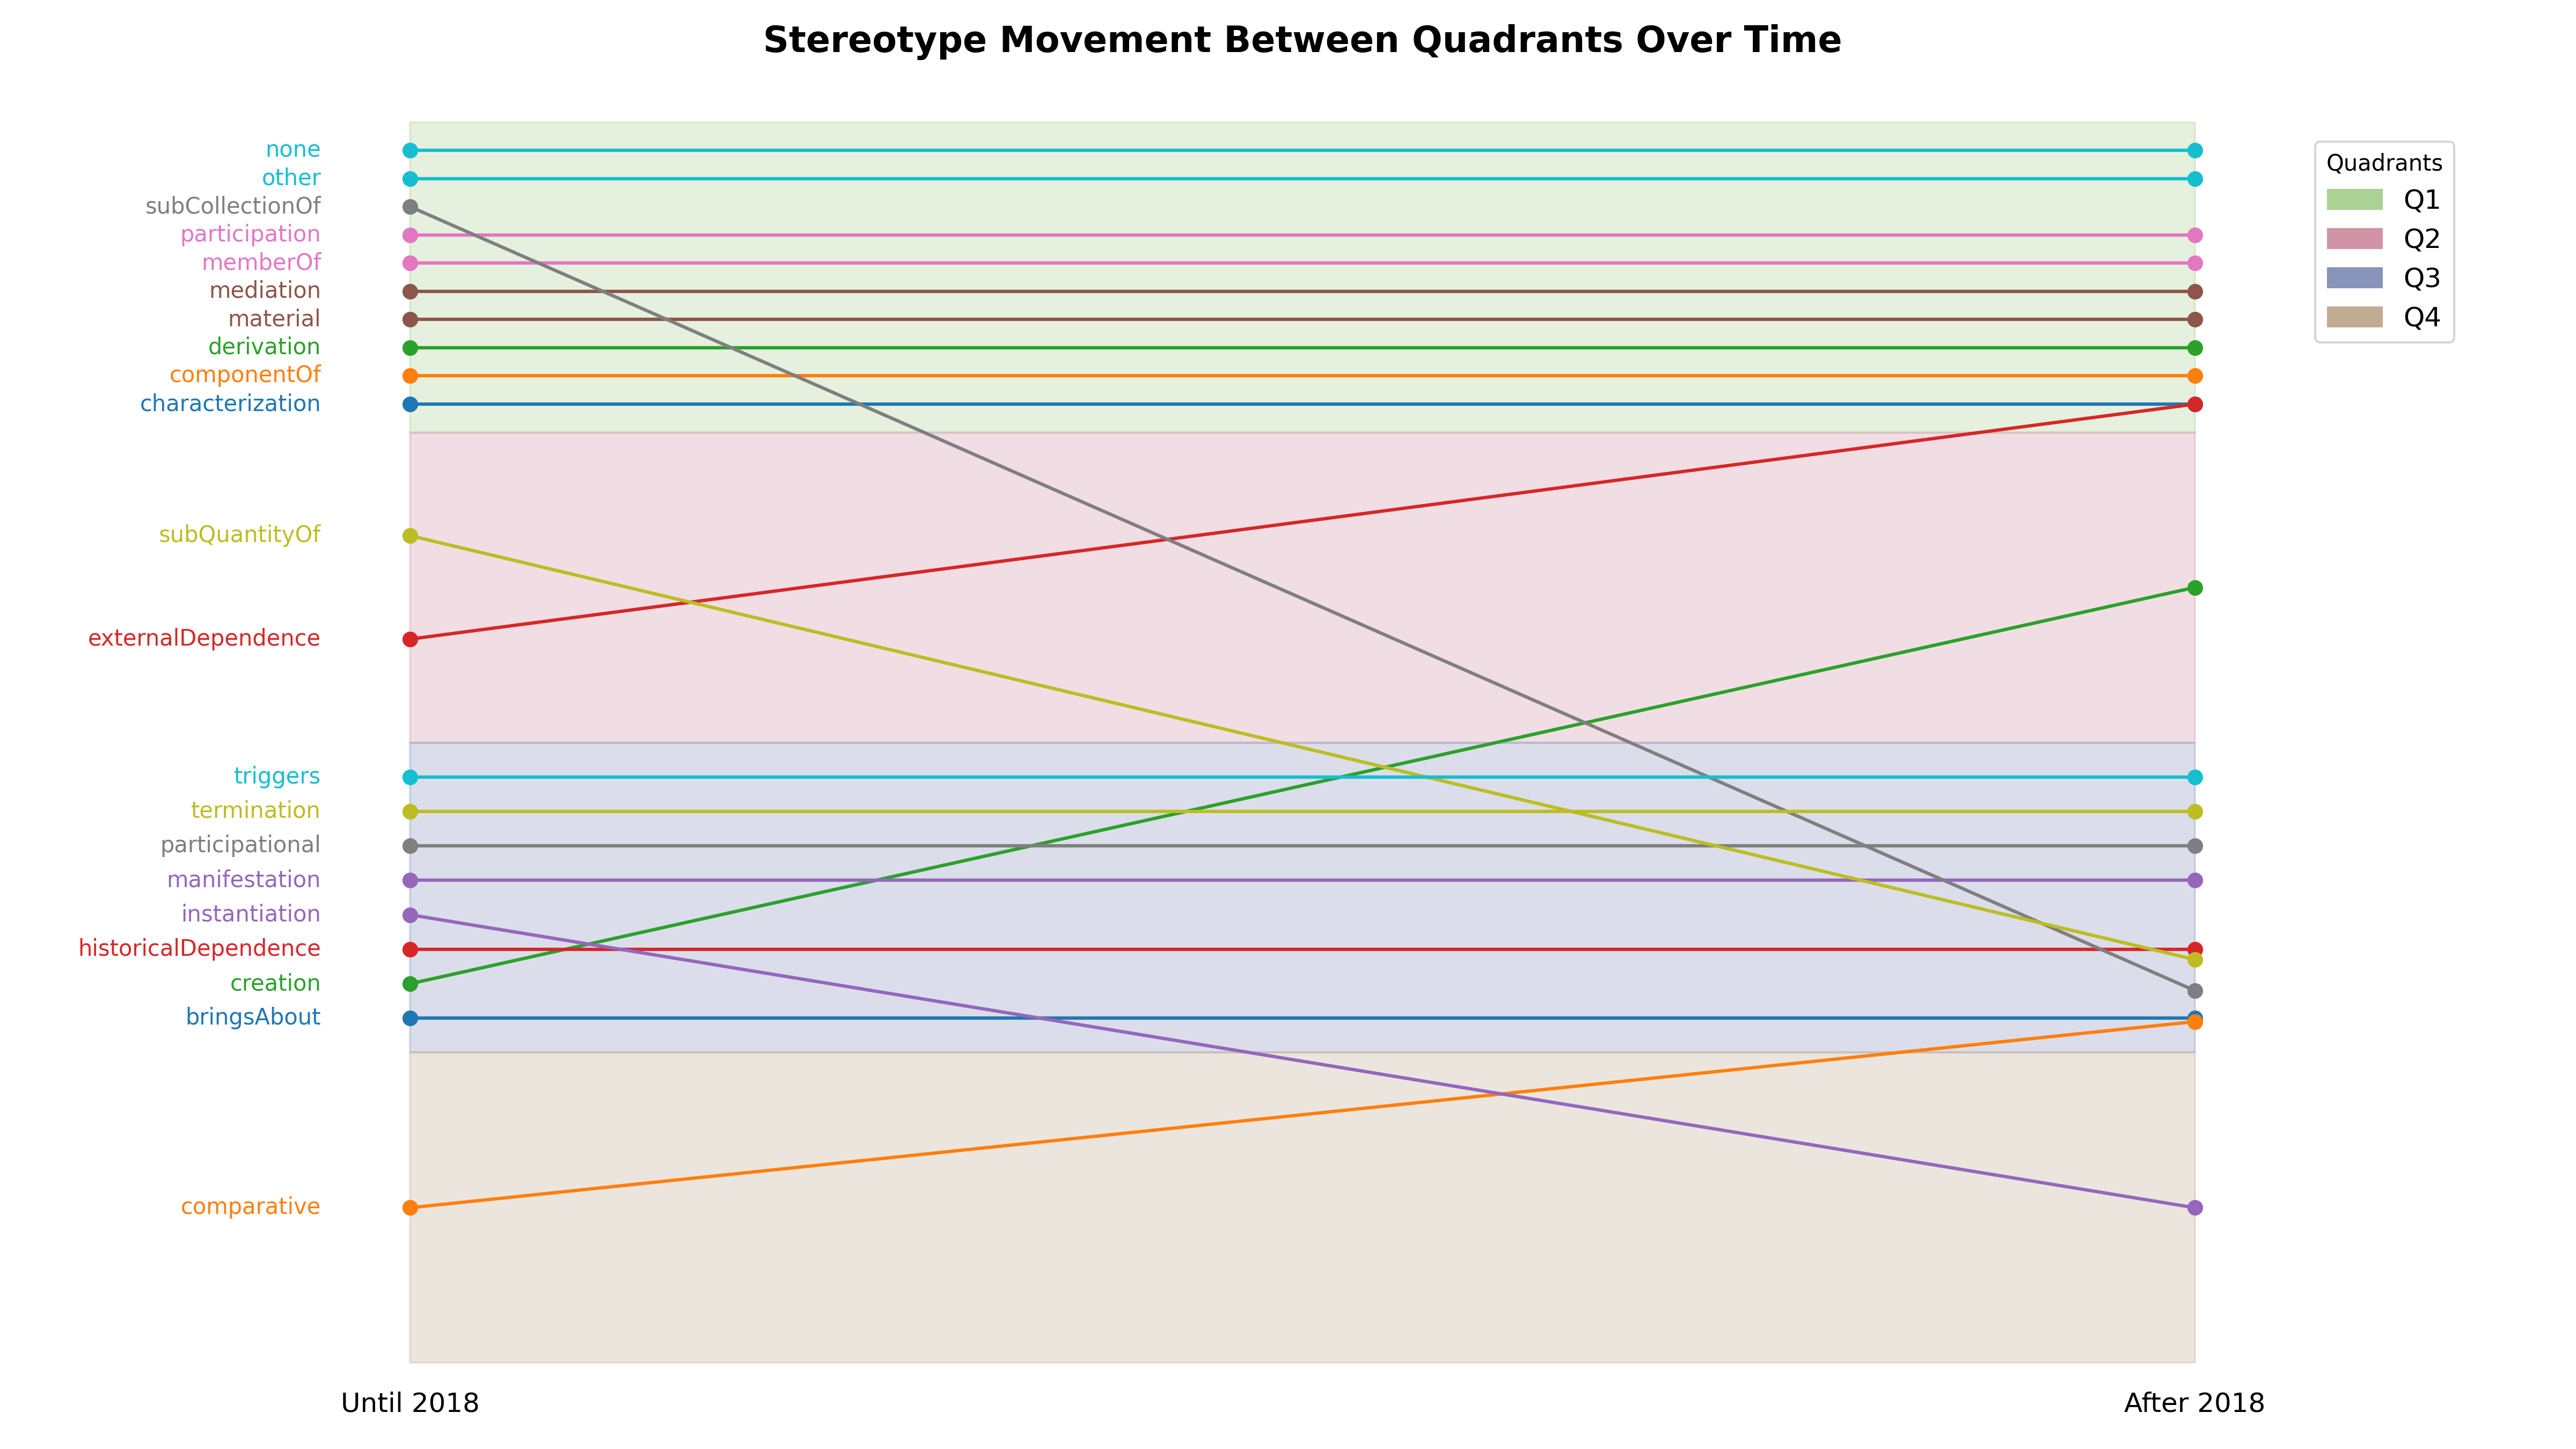 Stereotype Movement Between Quadrants Over Time
none
other
subCollectionOf
participation
memberOf
mediation
material
derivation
componentOf
characterization
subQuantityOf
externalDependence
triggers
termination
participational
manifestation
instantiation
historicalDependence
creation
bringsAbout
comparative
Until 2018
After 2018
Quadrants
Q1
Q2
Q3
Q4